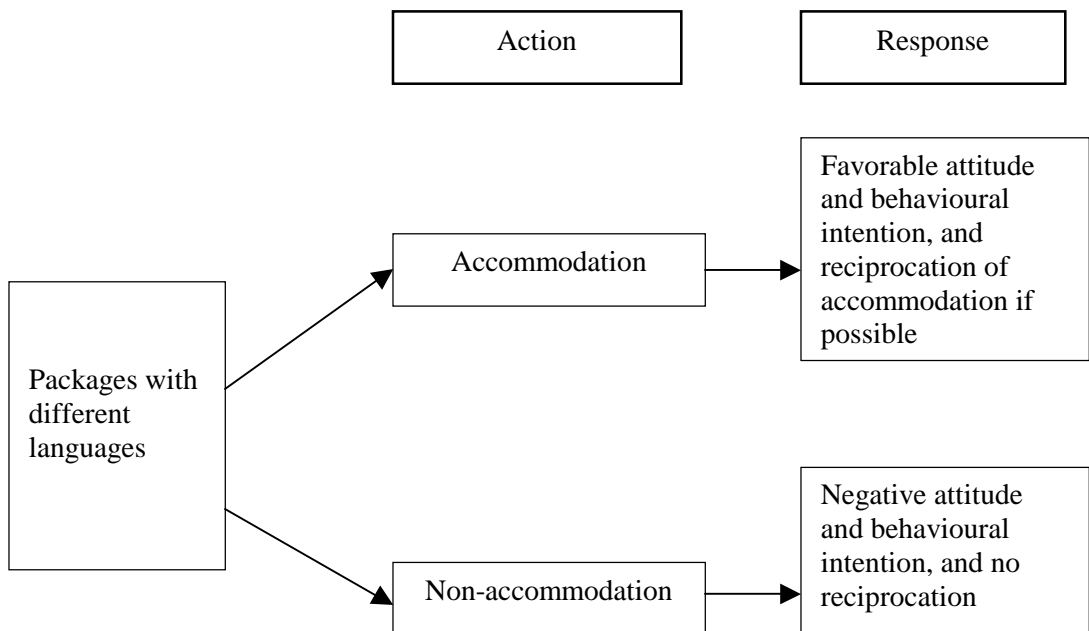 Action
Response
Favorable attitude
and behavioural
intention, and
reciprocation of
accommodation if
possible
Accommodation
Packages with
different
languages
Negative attitude
and behavioural
intention, and no
reciprocation
Non-accommodation